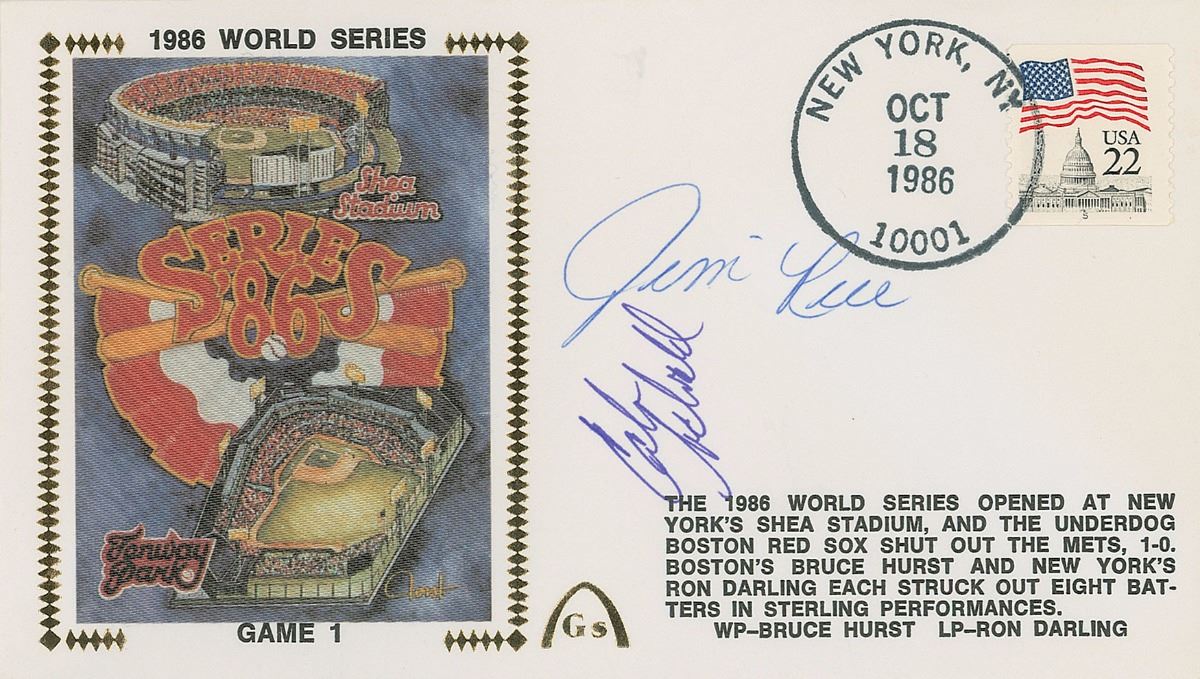 1986 WORLD SERIES
Shea
Stadium
SERIES
'86
Fenway
Park
GAME 1
NEW YORK, NY
OCT
18
1986
10001
USA
22
Jim Rice
Gs
THE 1986 WORLD SERIES OPENED AT NEW
YORK'S SHEA STADIUM, AND THE UNDERDOG
BOSTON RED SOX SHUT OUT THE METS, 1-0.
BOSTON'S BRUCE HURST AND NEW YORK'S
RON DARLING EACH STRUCK OUT EIGHT BAT-
TERS IN STERLING PERFORMANCES.
WP–BRUCE HURST LP–RON DARLING